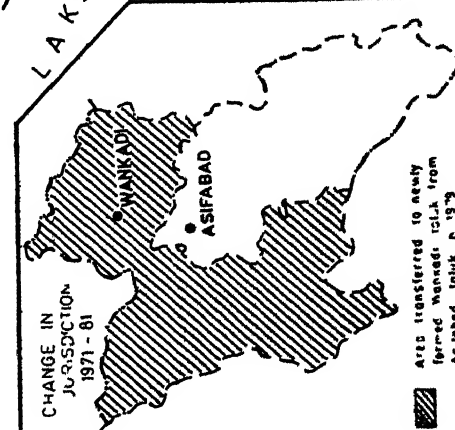 LAK
CHANGE IN
JURISDICTION
1971 - 81
WANKADI
ASIFABAD
Area transferred to newly
formed Wankadi taluk from
Asifabad taluk in 1979